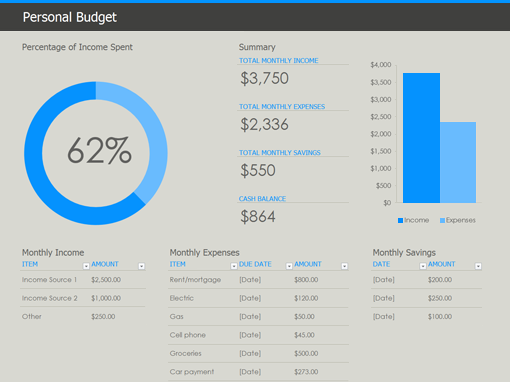 Personal Budget
Percentage of Income Spent
62%
Summary
TOTAL MONTHLY INCOME
$3,750
TOTAL MONTHLY EXPENSES
$2,336
TOTAL MONTHLY SAVINGS
$550
CASH BALANCE
$864
$4,000
$3,500
$3,000
$2,500
$2,000
$1,500
$1,000
$500
$0
Income Expenses
Monthly Income
ITEM AMOUNT
Income Source 1 $2,500.00
Income Source 2 $1,000.00
Other $250.00
Monthly Expenses
ITEM DUE DATE AMOUNT
Rent/mortgage [Date] $800.00
Electric [Date] $120.00
Gas [Date] $50.00
Cell phone [Date] $45.00
Groceries [Date] $500.00
Car payment [Date] $273.00
Monthly Savings
DATE AMOUNT
[Date] $200.00
[Date] $250.00
[Date] $100.00